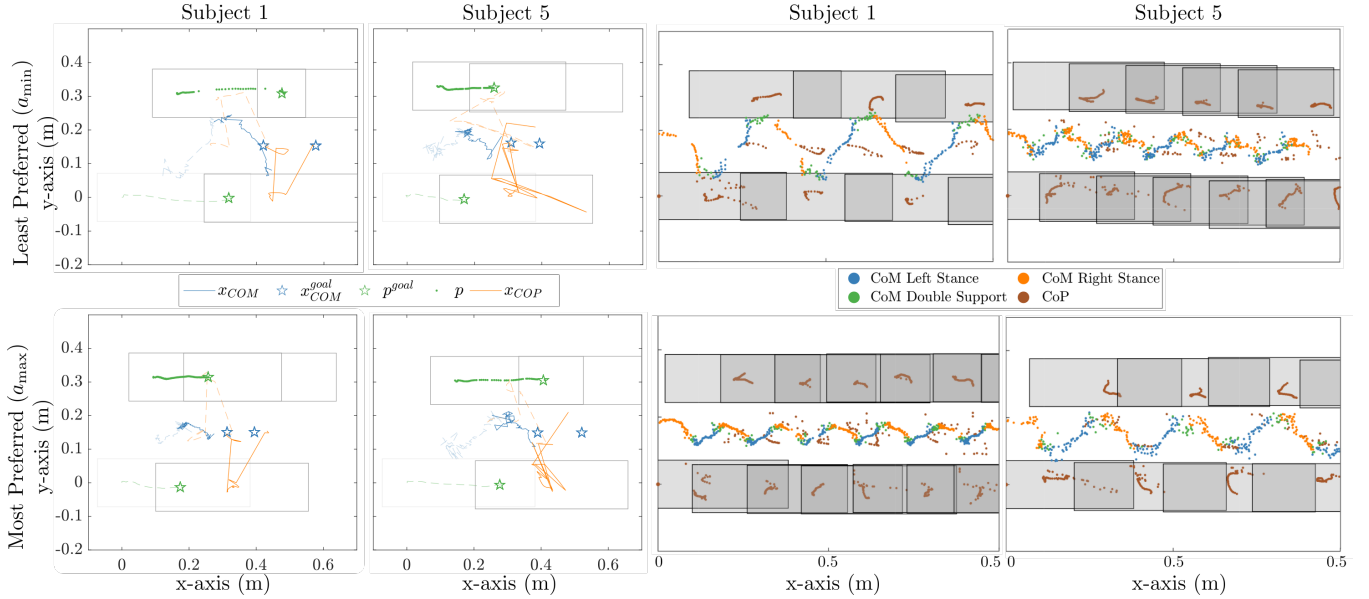 Subject 1 Subject 5 Subject 1 Subject 5
Least Preferred (a_min)
y-axis (m)
0.4
0.3
0.2
0.1
0
-0.1
-0.2
x_COM x_COM^goal p^goal p x_COP
CoM Left Stance CoM Right Stance
CoM Double Support CoP
Most Preferred (a_max)
y-axis (m)
0.4
0.3
0.2
0.1
0
-0.1
-0.2
0 0.2 0.4 0.6 0 0.2 0.4 0.6 0 0.5 0.5 0.5 0.5
x-axis (m) x-axis (m) x-axis (m) x-axis (m)